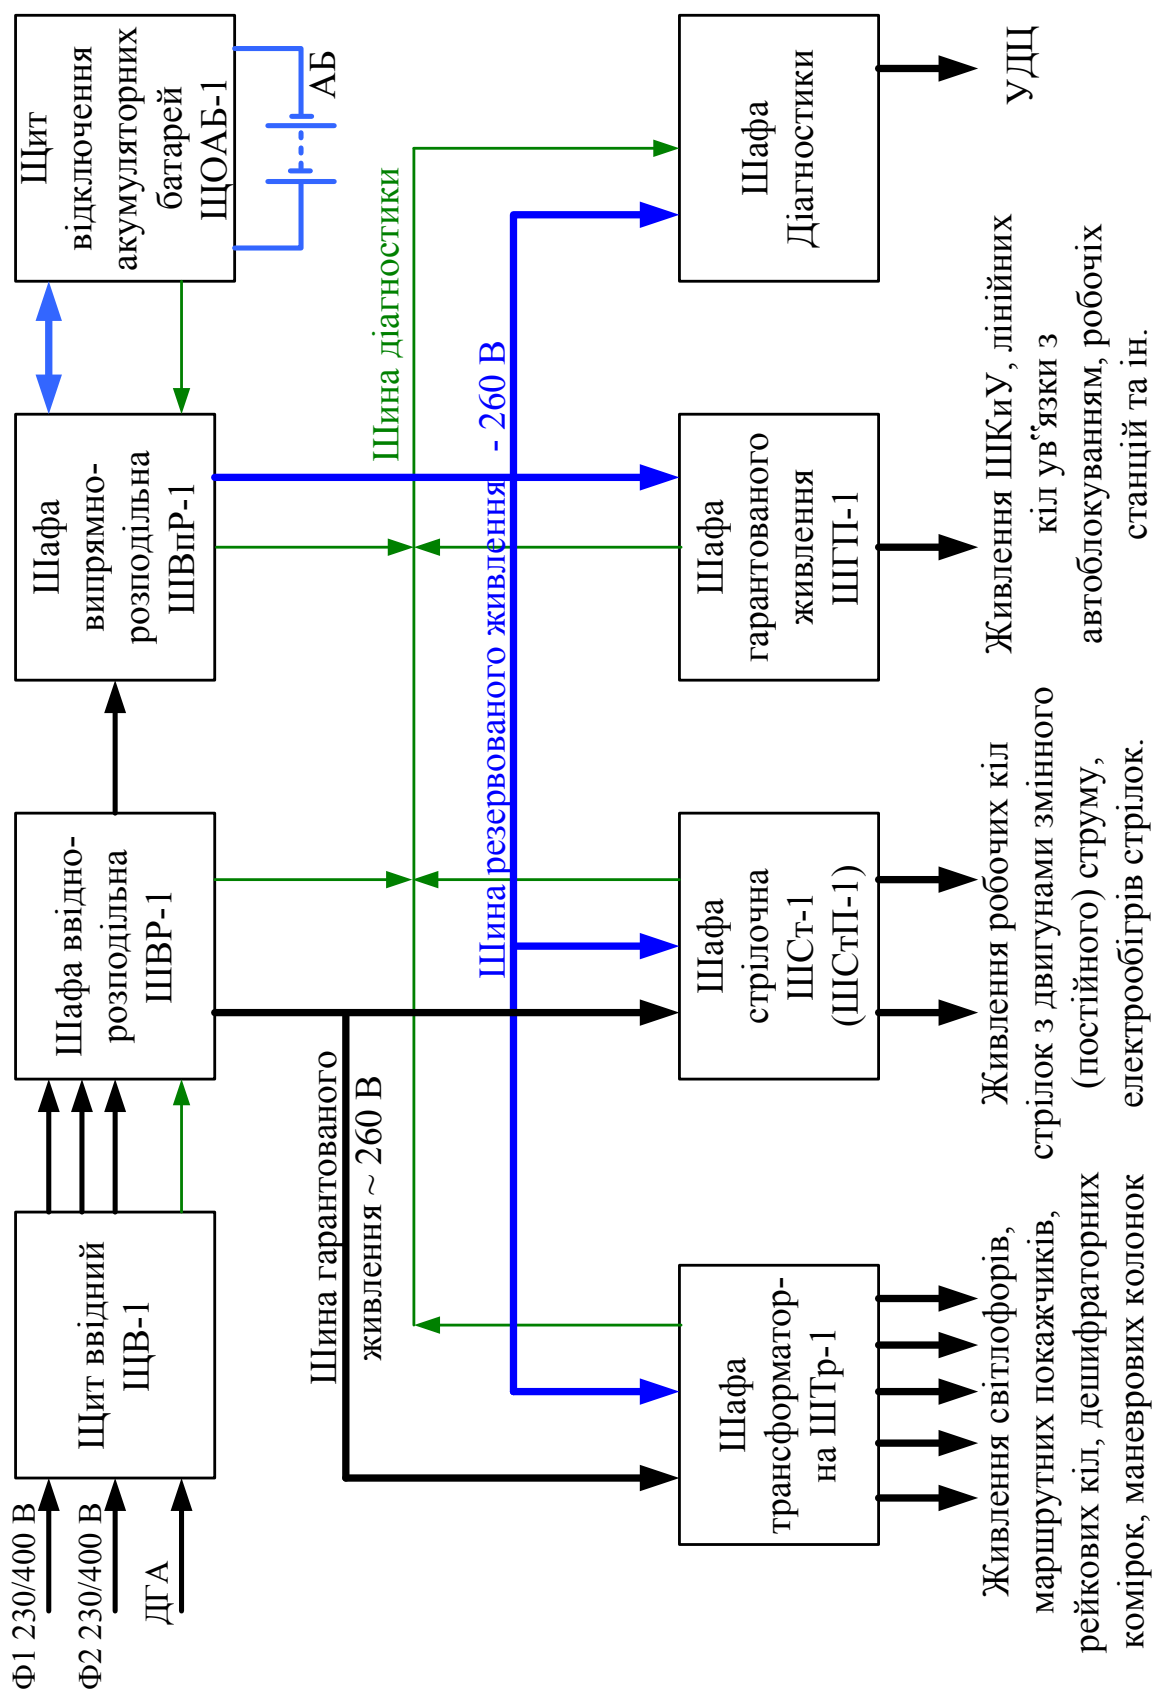 Ф1 230/400 В
Ф2 230/400 В
ДГА
Щит ввідний
ЩВ-1
Шафа ввідно-
розподільна
ШВР-1
Шафа
випрямно-
розподільна
ШВпР-1
Щит
відключення
акумуляторних
батарей
ЩОАБ-1
АБ
Шина гарантованого
живлення ~ 260 В
Шина діагностики
Шина резервованого живлення - 260 В
Шафа
трансформатор-
на ШТр-1
Шафа
стрілочна
ШСт-1
(ШСтП-1)
Шафа
гарантованого
живлення
ШГП-1
Шафа
Діагностики
Живлення світлофорів,
маршрутних покажчиків,
рейкових кіл, дешифраторних
комірок, маневрових колонок
Живлення робочих кіл
стрілок з двигунами змінного
(постійного) струму,
електрообігрів стрілок.
Живлення ШКиУ, лінійних
кіл ув‟язки з
автоблокуванням, робочіх
станцій та ін.
УДЦ